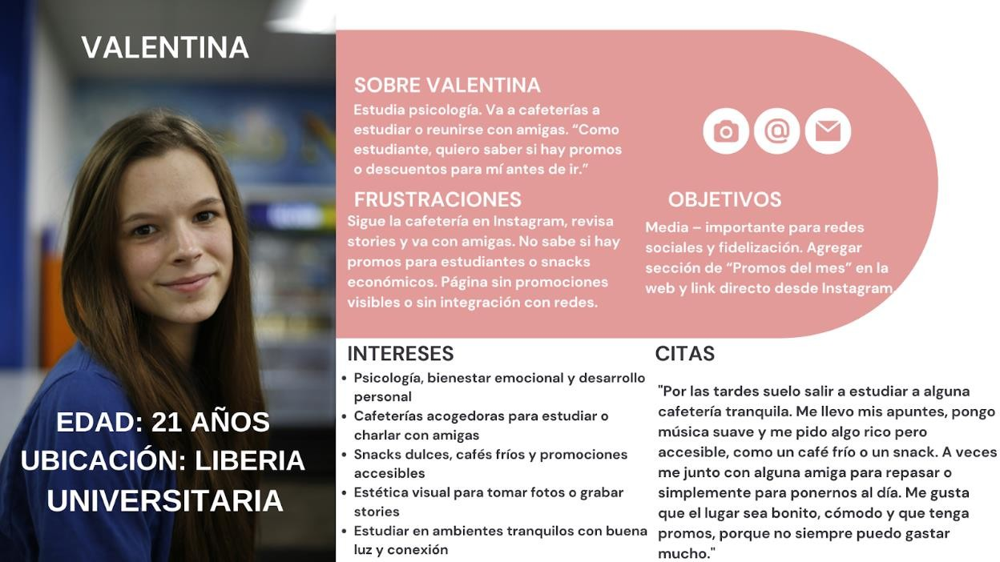 VALENTINA
EDAD: 21 AÑOS
UBICACIÓN: LIBERIA
UNIVERSITARIA
SOBRE VALENTINA
Estudia psicología. Va a cafeterías a
estudiar o reunirse con amigas. “Como
estudiante, quiero saber si hay promos
o descuentos para mí antes de ir.”
FRUSTRACIONES
Sigue la cafetería en Instagram, revisa
stories y va con amigas. No sabe si hay
promos para estudiantes o snacks
económicos. Página sin promociones
visibles o sin integración con redes.
OBJETIVOS
Media – importante para redes
sociales y fidelización. Agregar
sección de “Promos del mes” en la
web y link directo desde Instagram.
INTERESES
• Psicología, bienestar emocional y desarrollo
personal
• Cafeterías acogedoras para estudiar o
charlar con amigas
• Snacks dulces, cafés fríos y promociones
accesibles
• Estética visual para tomar fotos o grabar
stories
• Estudiar en ambientes tranquilos con buena
luz y conexión
CITAS
"Por las tardes suelo salir a estudiar a alguna
cafetería tranquila. Me llevo mis apuntes, pongo
música suave y me pido algo rico pero
accesible, como un café frío o un snack. A veces
me junto con alguna amiga para repasar o
simplemente para ponernos al día. Me gusta
que el lugar sea bonito, cómodo y que tenga
promos, porque no siempre puedo gastar
mucho."